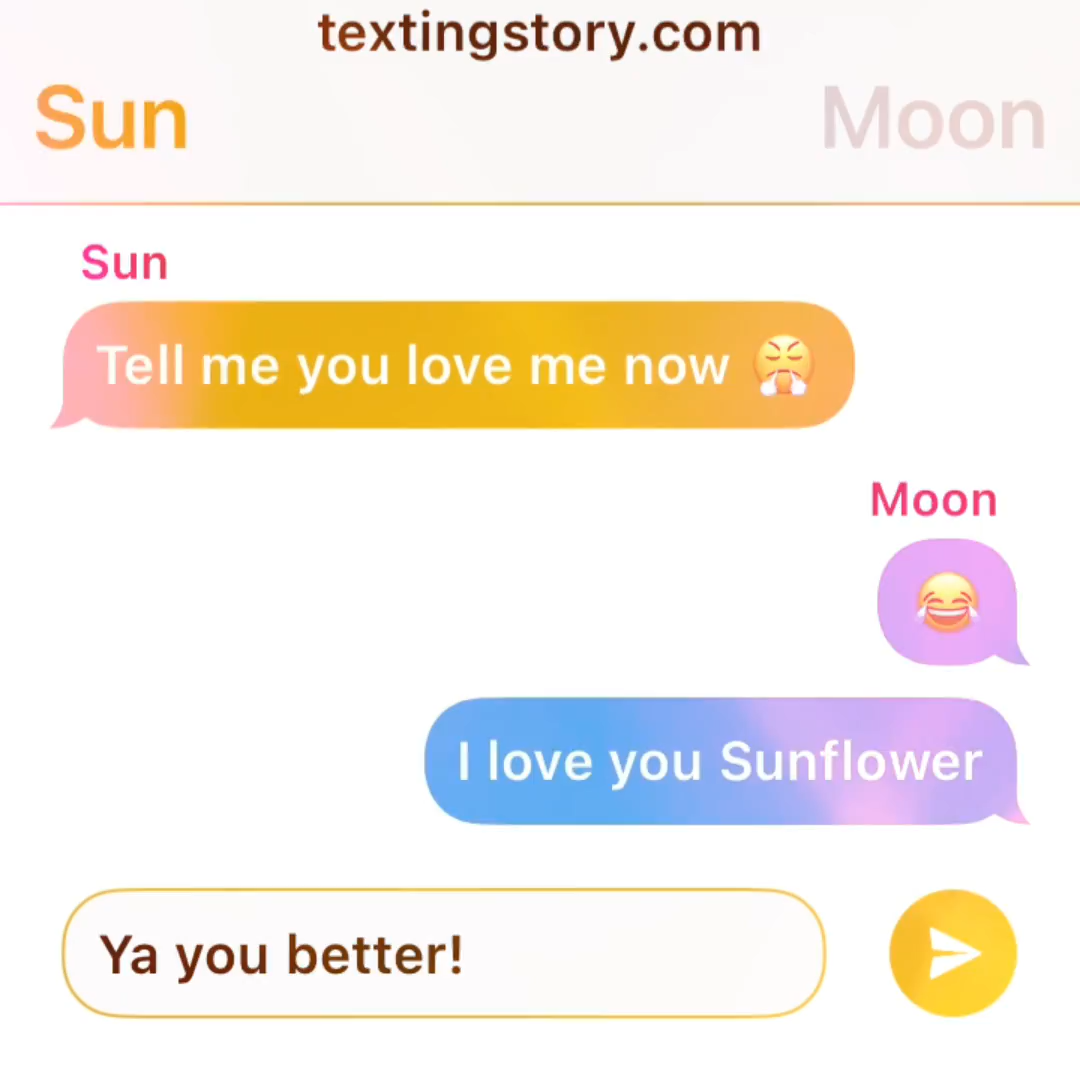 textingstory.com
Sun Moon
Sun
Tell me you love me now 😤
Moon
😂
I love you Sunflower
Ya you better!